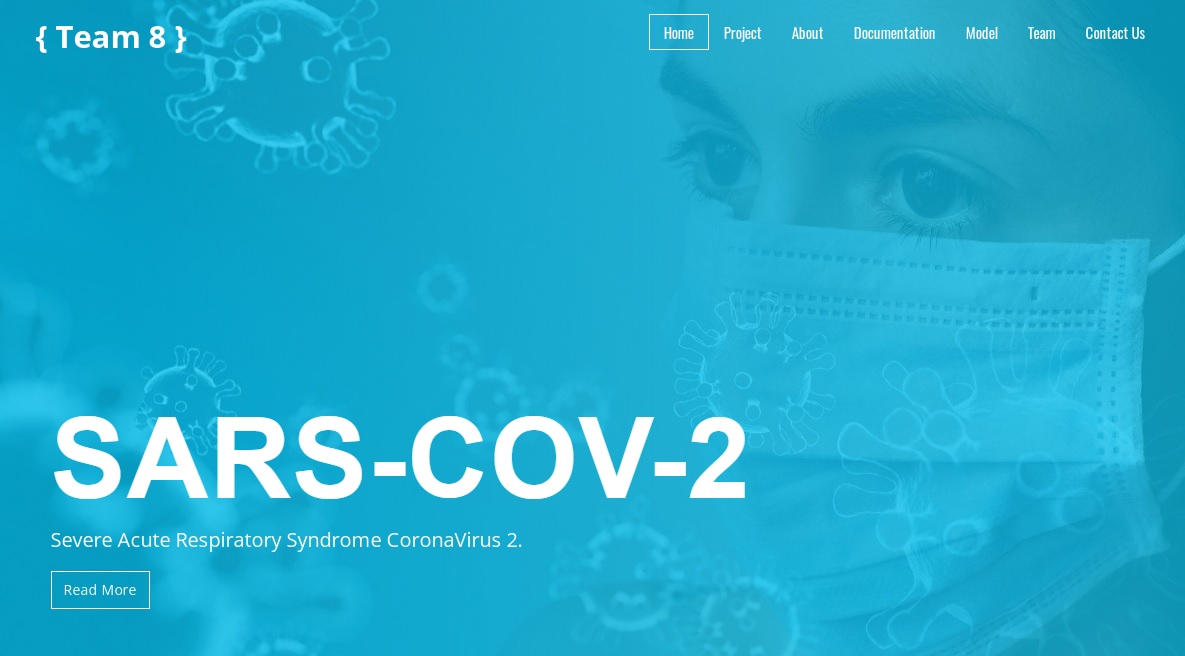 { Team 8 }
Home Project About Documentation Model Team Contact Us
SARS-COV-2
Severe Acute Respiratory Syndrome CoronaVirus 2.
Read More